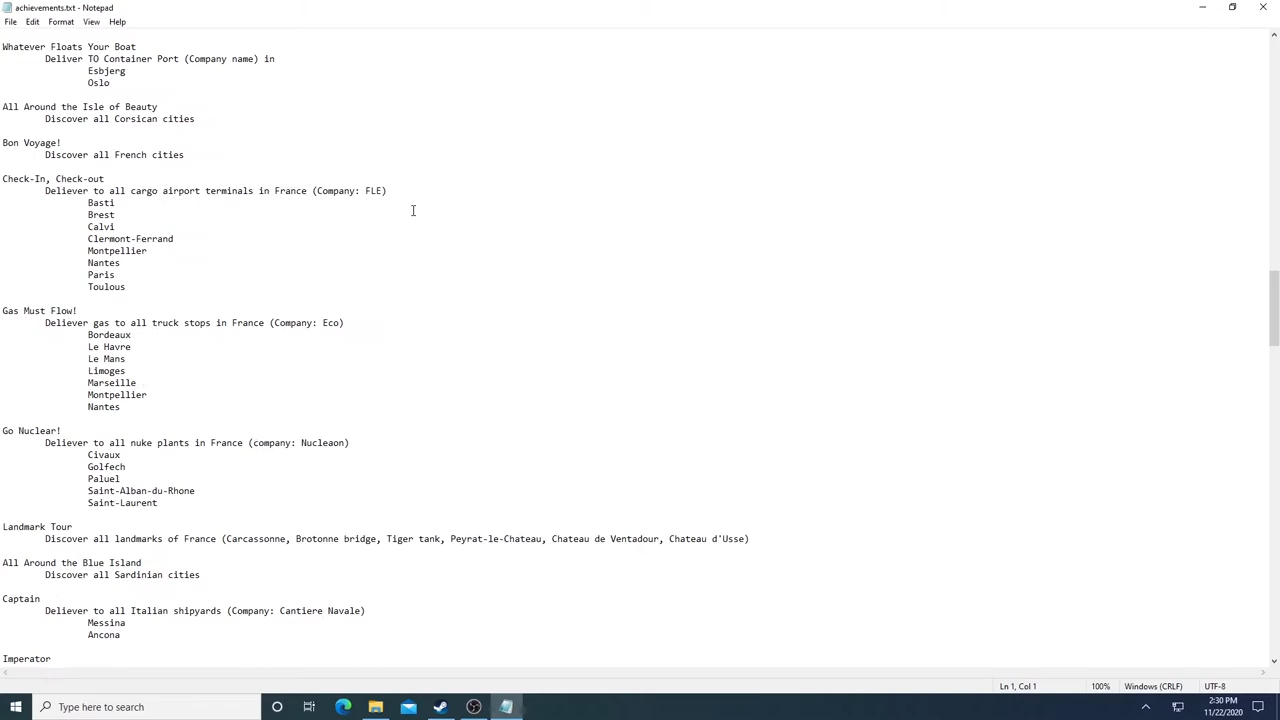 achievements.txt - Notepad
File Edit Format View Help
Whatever Floats Your Boat
Deliver TO Container Port (Company name) in
Esbjerg
Oslo
All Around the Isle of Beauty
Discover all Corsican cities
Bon Voyage!
Discover all French cities
Check-In, Check-out
Deliever to all cargo airport terminals in France (Company: FLE)
Basti
Brest
Calvi
Clermont-Ferrand
Montpellier
Nantes
Paris
Toulous
Gas Must Flow!
Deliever gas to all truck stops in France (Company: Eco)
Bordeaux
Le Havre
Le Mans
Limoges
Marseille
Montpellier
Nantes
Go Nuclear!
Deliever to all nuke plants in France (company: Nucleaon)
Civaux
Golfech
Paluel
Saint-Alban-du-Rhone
Saint-Laurent
Landmark Tour
Discover all landmarks of France (Carcassonne, Brotonne bridge, Tiger tank, Peyrat-le-Chateau, Chateau de Ventadour, Chateau d'Usse)
All Around the Blue Island
Discover all Sardinian cities
Captain
Deliever to all Italian shipyards (Company: Cantiere Navale)
Messina
Ancona
Imperator
Ln 1, Col 1 100% Windows (CRLF) UTF-8
Type here to search
2:30 PM
11/22/2020